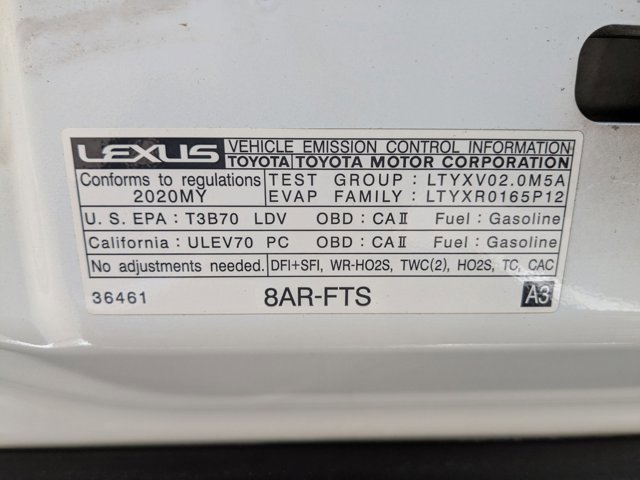 LEXUS VEHICLE EMISSION CONTROL INFORMATION
TOYOTA TOYOTA MOTOR CORPORATION
Conforms to regulations TEST GROUP : LTYXV02.0M5A
2020MY EVAP FAMILY : LTYXR0165P12
U. S. EPA : T3B70 LDV OBD : CAⅡ Fuel : Gasoline
California : ULEV70 PC OBD : CAⅡ Fuel : Gasoline
No adjustments needed. DFI+SFI, WR-HO2S, TWC(2), HO2S, TC, CAC
36461 8AR-FTS A3